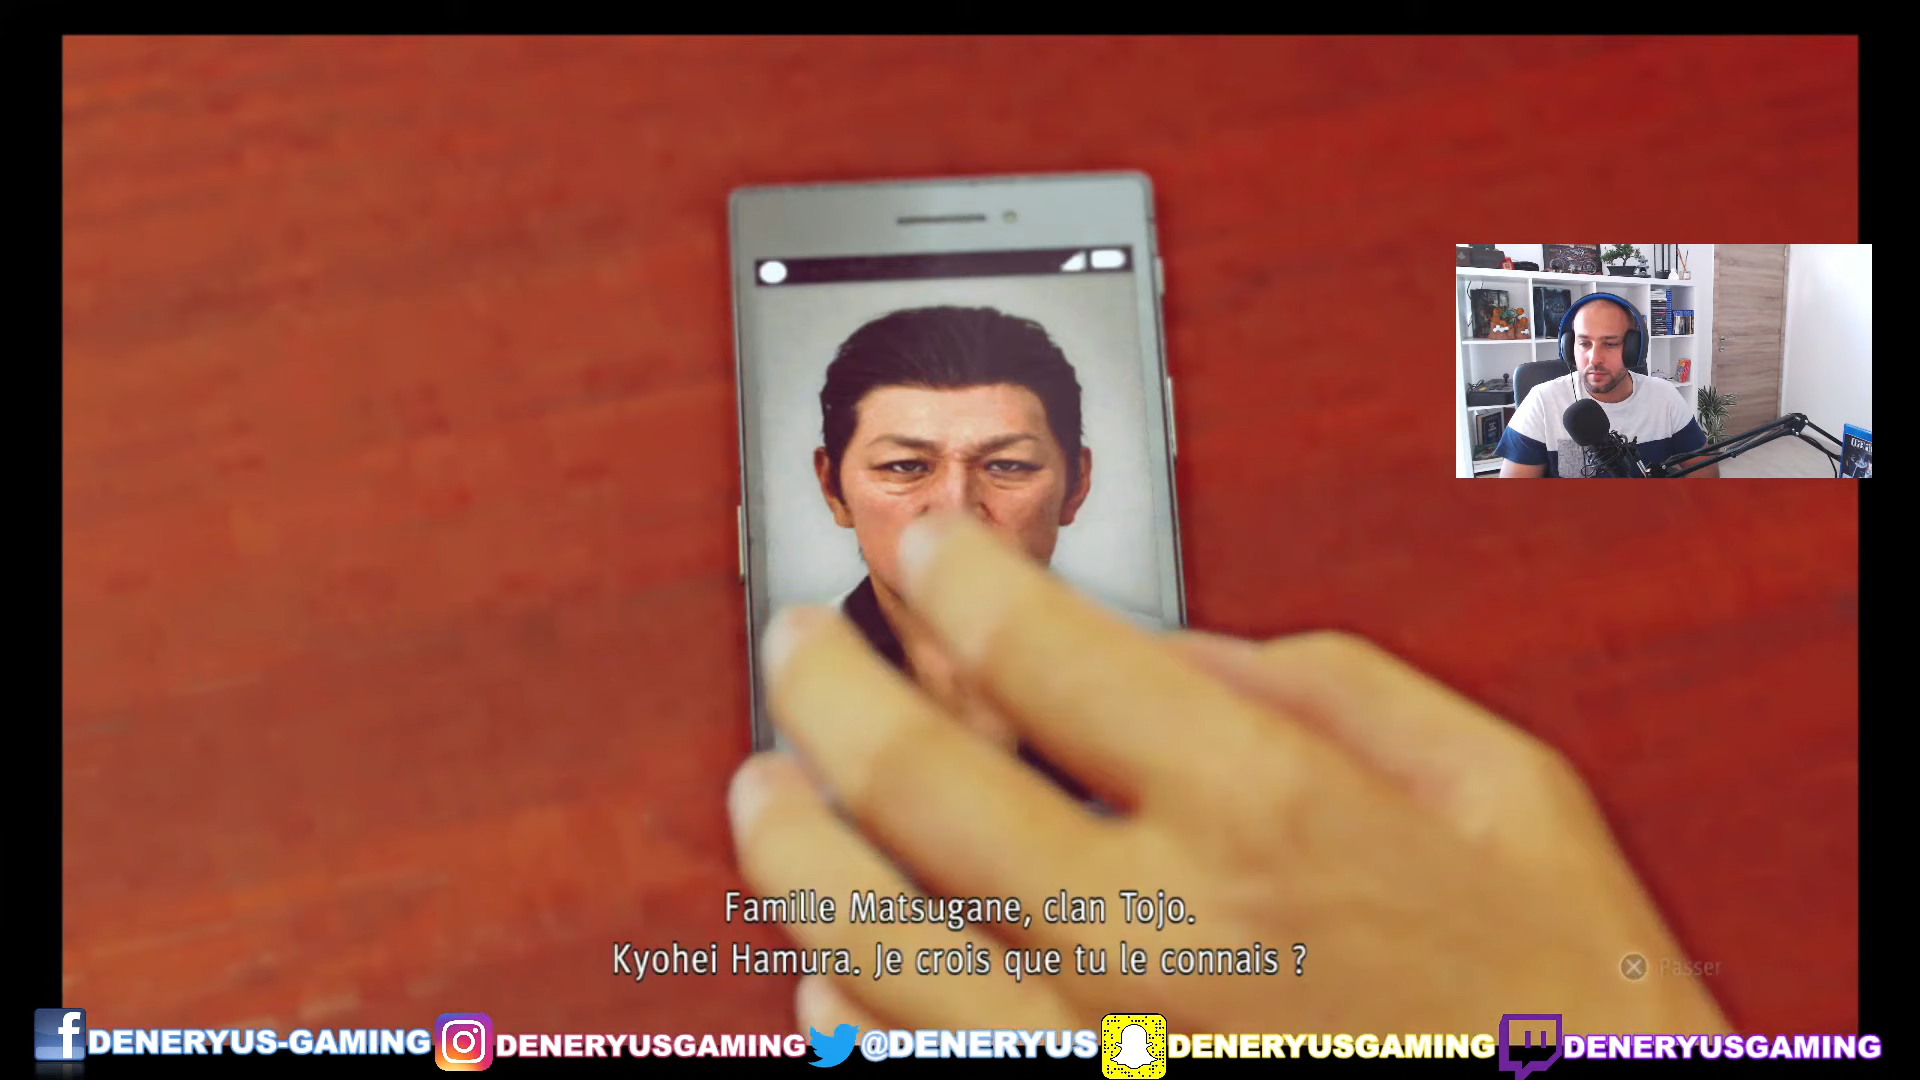 Famille Matsugane, clan Tojo.
Kyohei Hamura. Je crois que tu le connais ?
Passer
DENERYUS-GAMING
DENERYUSGAMING
@DENERYUS
DENERYUSGAMING
DENERYUSGAMING